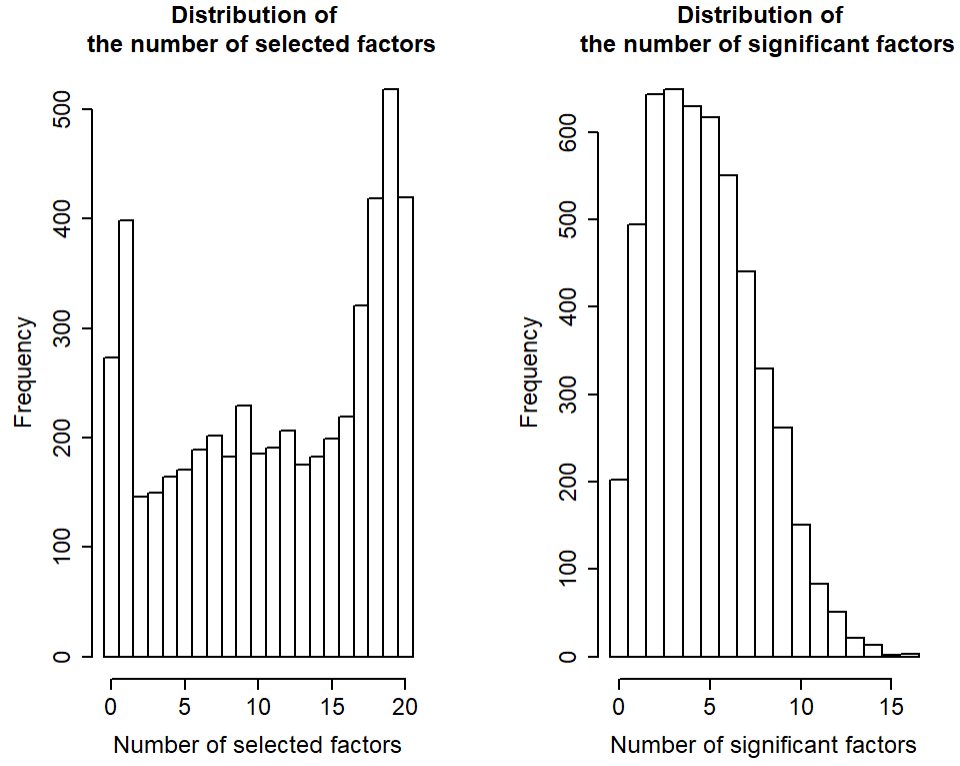 Distribution of
the number of selected factors
Frequency
500
400
300
200
100
0
0 5 10 15 20
Number of selected factors
Distribution of
the number of significant factors
Frequency
600
500
400
300
200
100
0
0 5 10 15
Number of significant factors